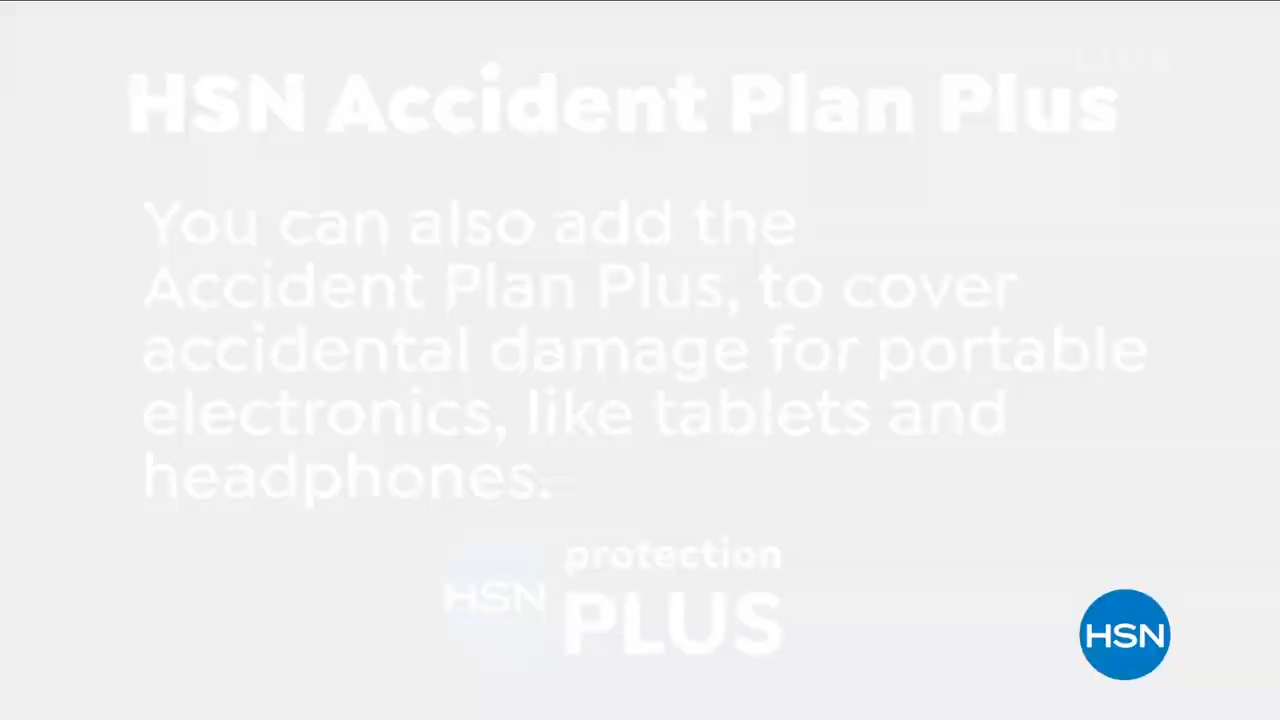 HSN Accident Plan Plus
You can also add the
Accident Plan Plus, to cover
accidental damage for portable
electronics, like tablets and
headphones.
HSN protection
PLUS
HSN